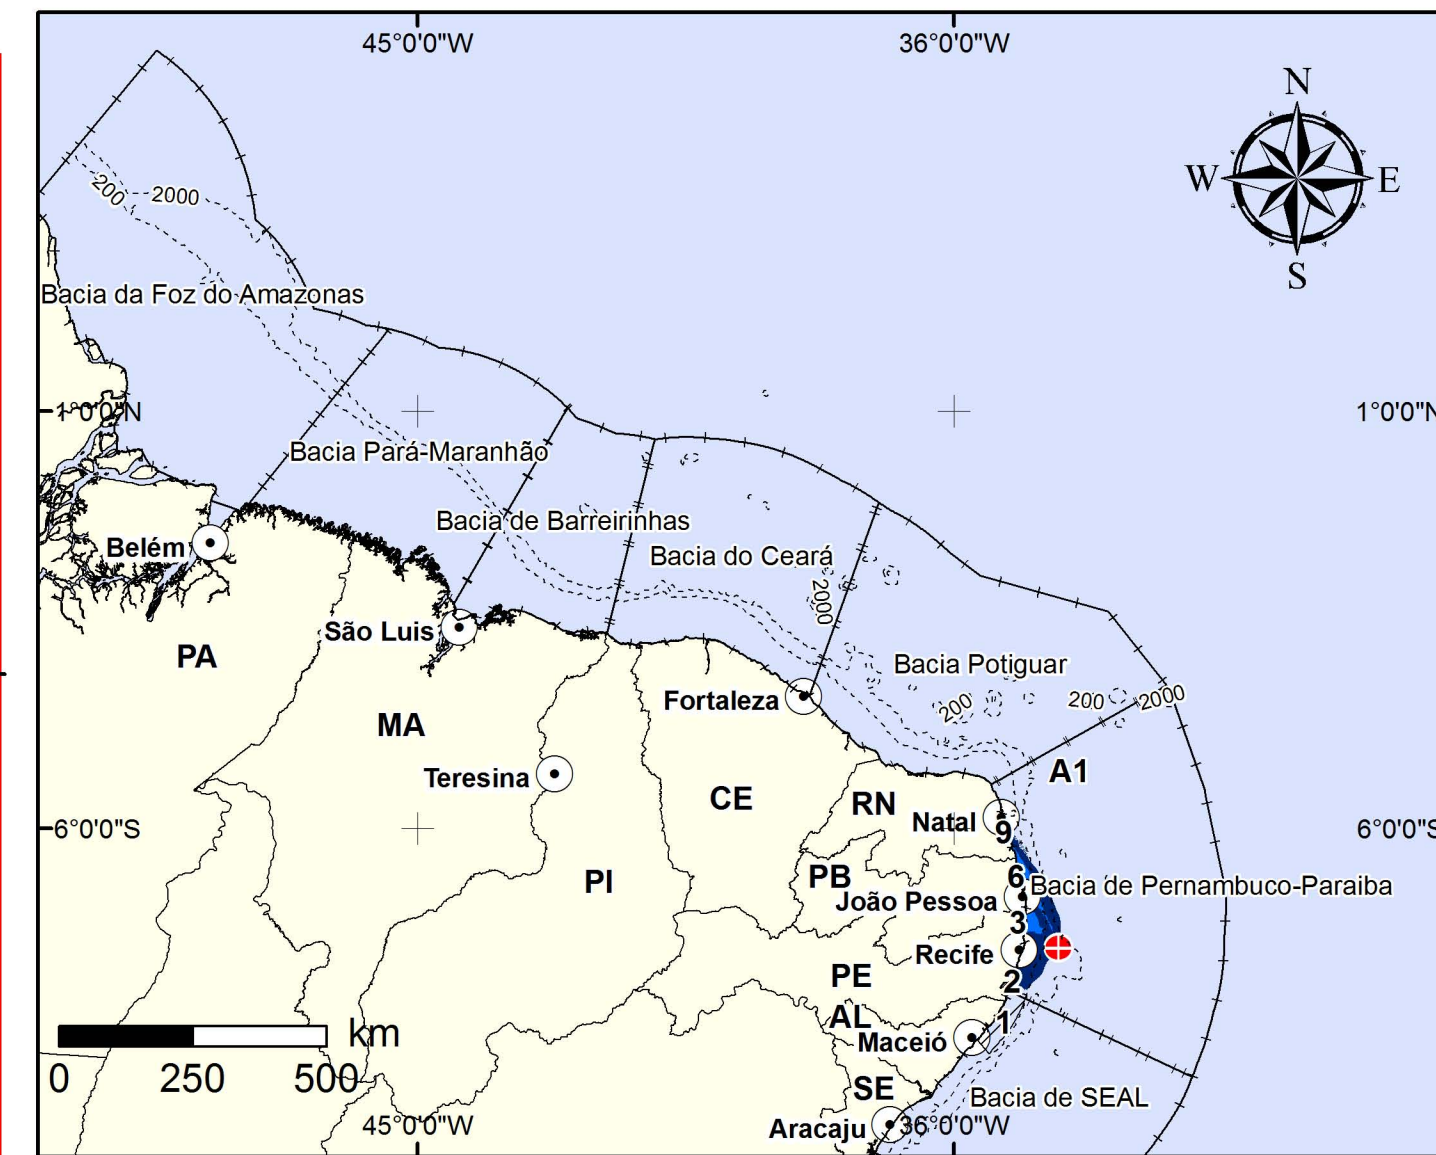 45°0'0"W
36°0'0"W
N
W
E
S
200
2000
Bacia da Foz do Amazonas
1°0'0"N
1°0'0"N
Bacia Pará-Maranhão
Bacia de Barreirinhas
Belém
Bacia do Ceará
2000
São Luis
PA
Bacia Potiguar
Fortaleza
200
200
2000
MA
Teresina
A1
CE
RN
Natal
9
6°0'0"S
6°0'0"S
PI
PB
6
Bacia de Pernambuco-Paraiba
João Pessoa
3
Recife
PE
2
AL
1
km
Maceió
0
250
500
SE
Bacia de SEAL
45°0'0"W
Aracaju
36°0'0"W